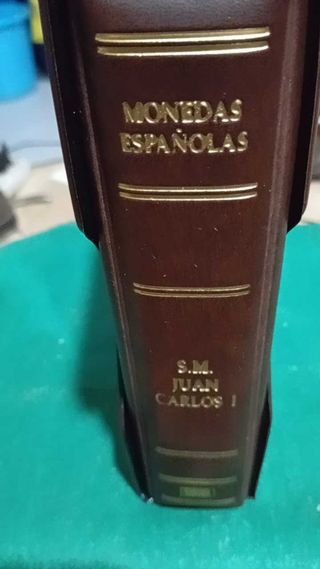 MONEDAS
ESPAÑOLAS
S.M.
JUAN
CARLOS I